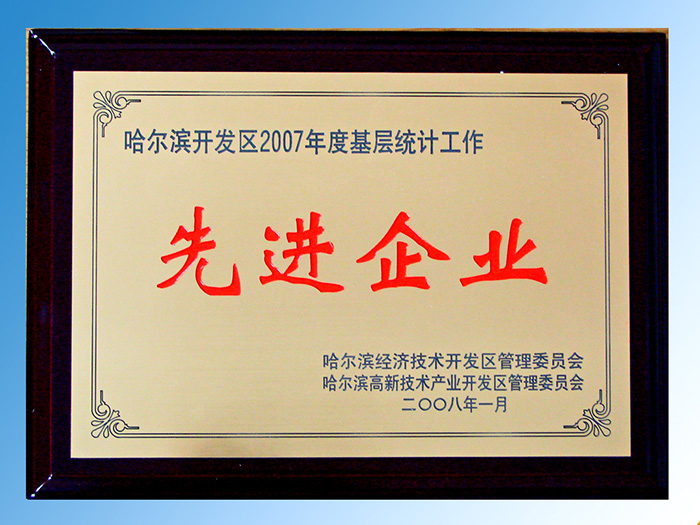 哈尔滨开发区2007年度基层统计工作
先进企业
哈尔滨经济技术开发区管理委员会
哈尔滨高新技术产业开发区管理委员会
二〇〇八年一月